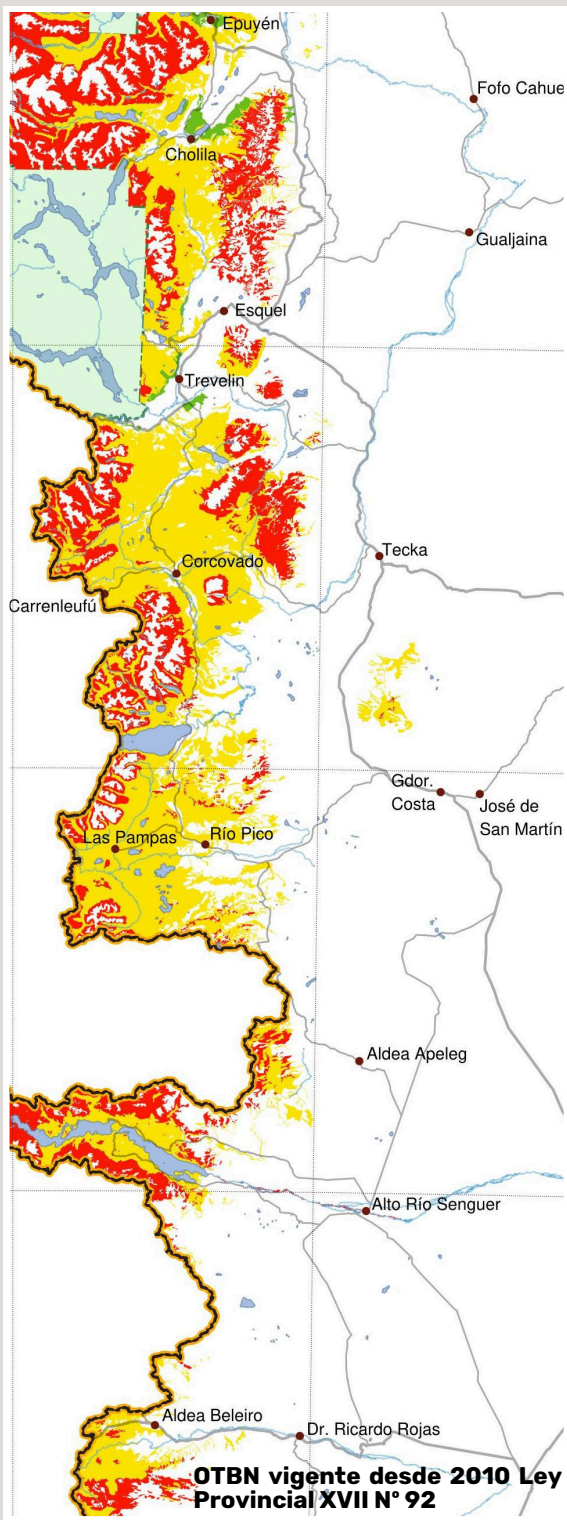 Epuyén
Fofo Cahue
Cholila
Gualjaina
Esquel
Trevelin
Tecka
Corcovado
Carrenleufú
Gdor.
Costa
José de
San Martín
Las Pampas
Río Pico
Aldea Apeleg
Alto Río Senguer
Aldea Beleiro
Dr. Ricardo Rojas
OTBN vigente desde 2010 Ley
Provincial XVII N° 92